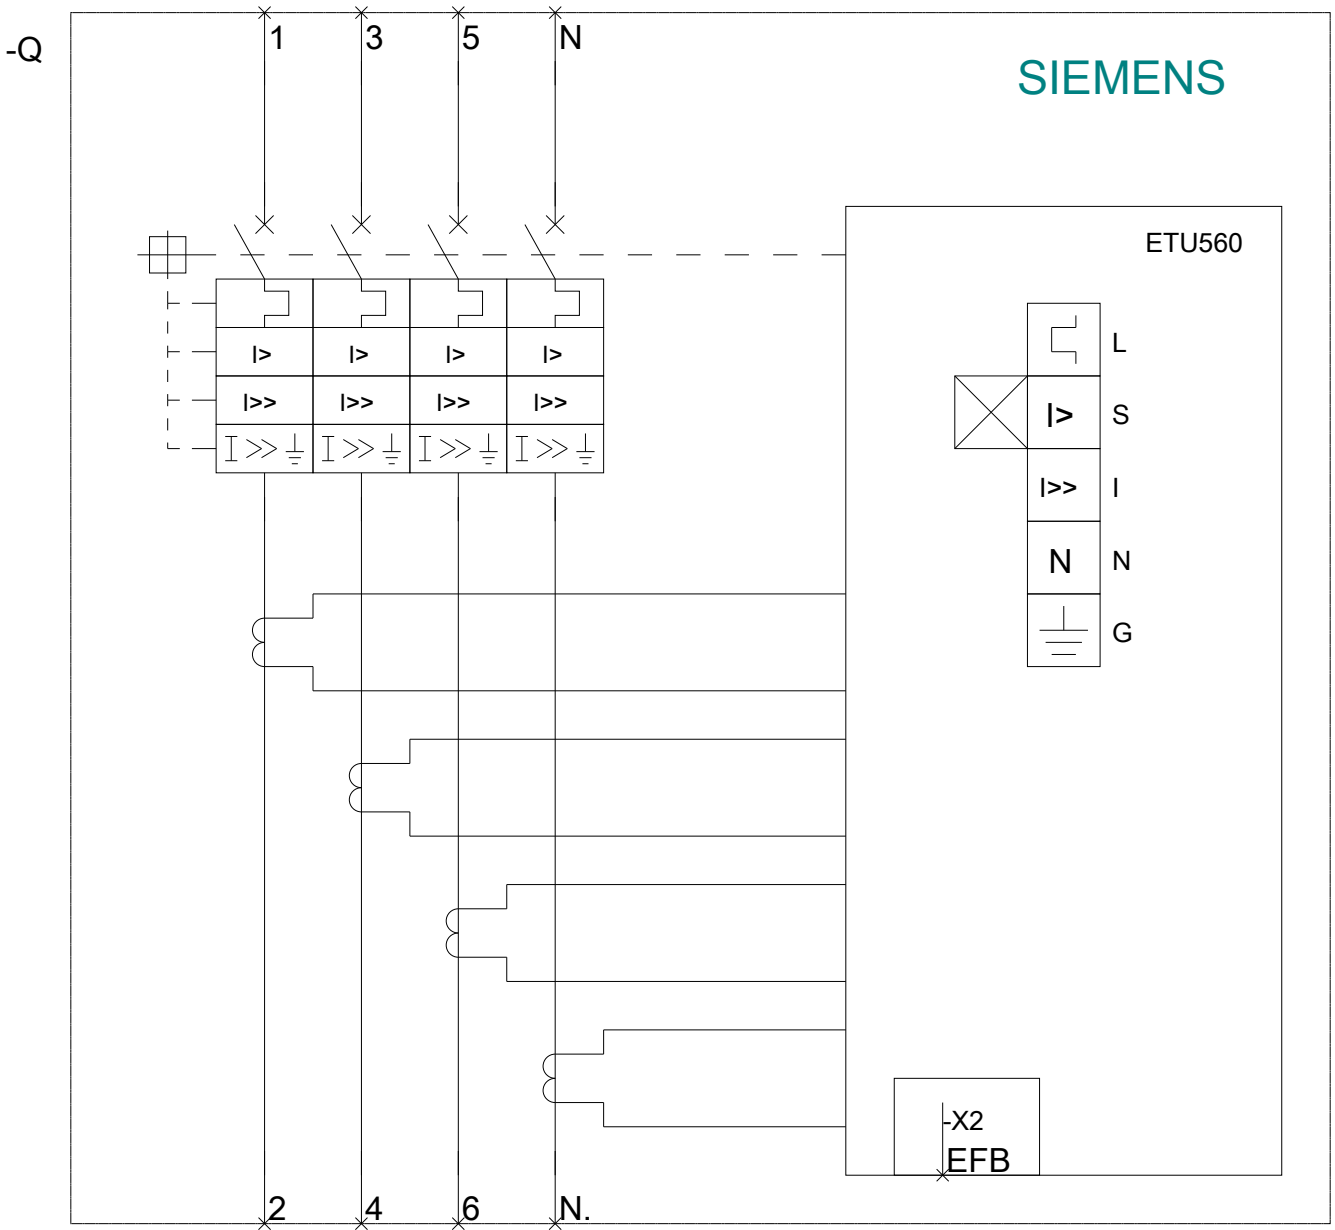 1 3 5 N
-Q
SIEMENS
ETU560
L
I> I> I> I>
I> S
I>> I>> I>> I>>
I>> >> >> >>
I>> I
N N
G
-X2
EFB
2 4 6 N.